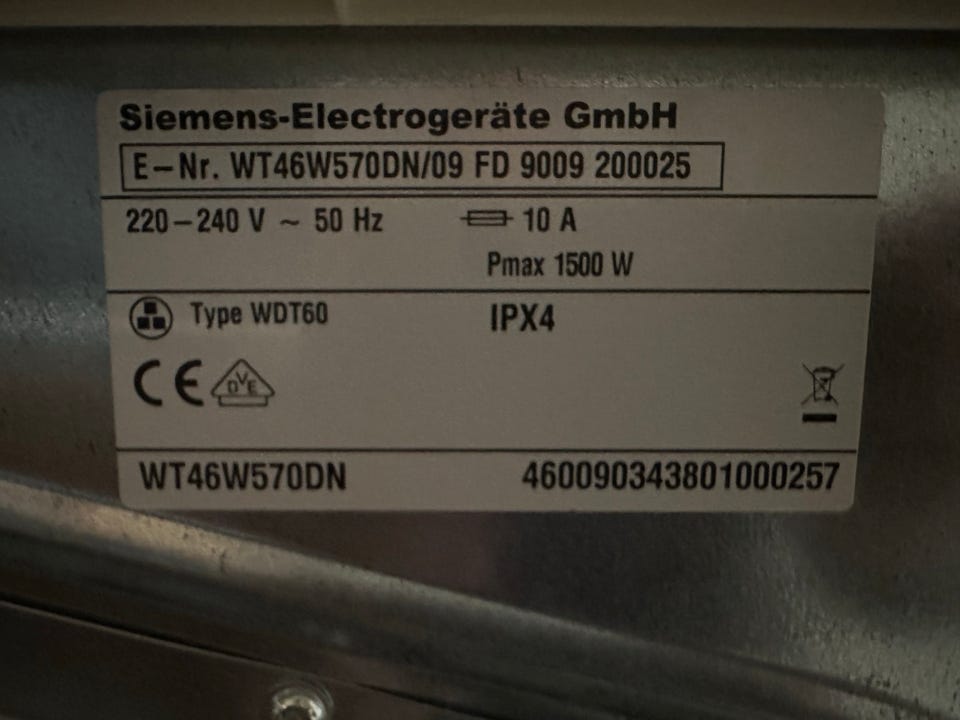 Siemens-Electrogeräte GmbH
E-Nr. WT46W570DN/09 FD 9009 200025
220-240 V ~ 50 Hz 10 A
Pmax 1500 W
Type WDT60 IPX4
CE DVE
WT46W570DN 460090343801000257